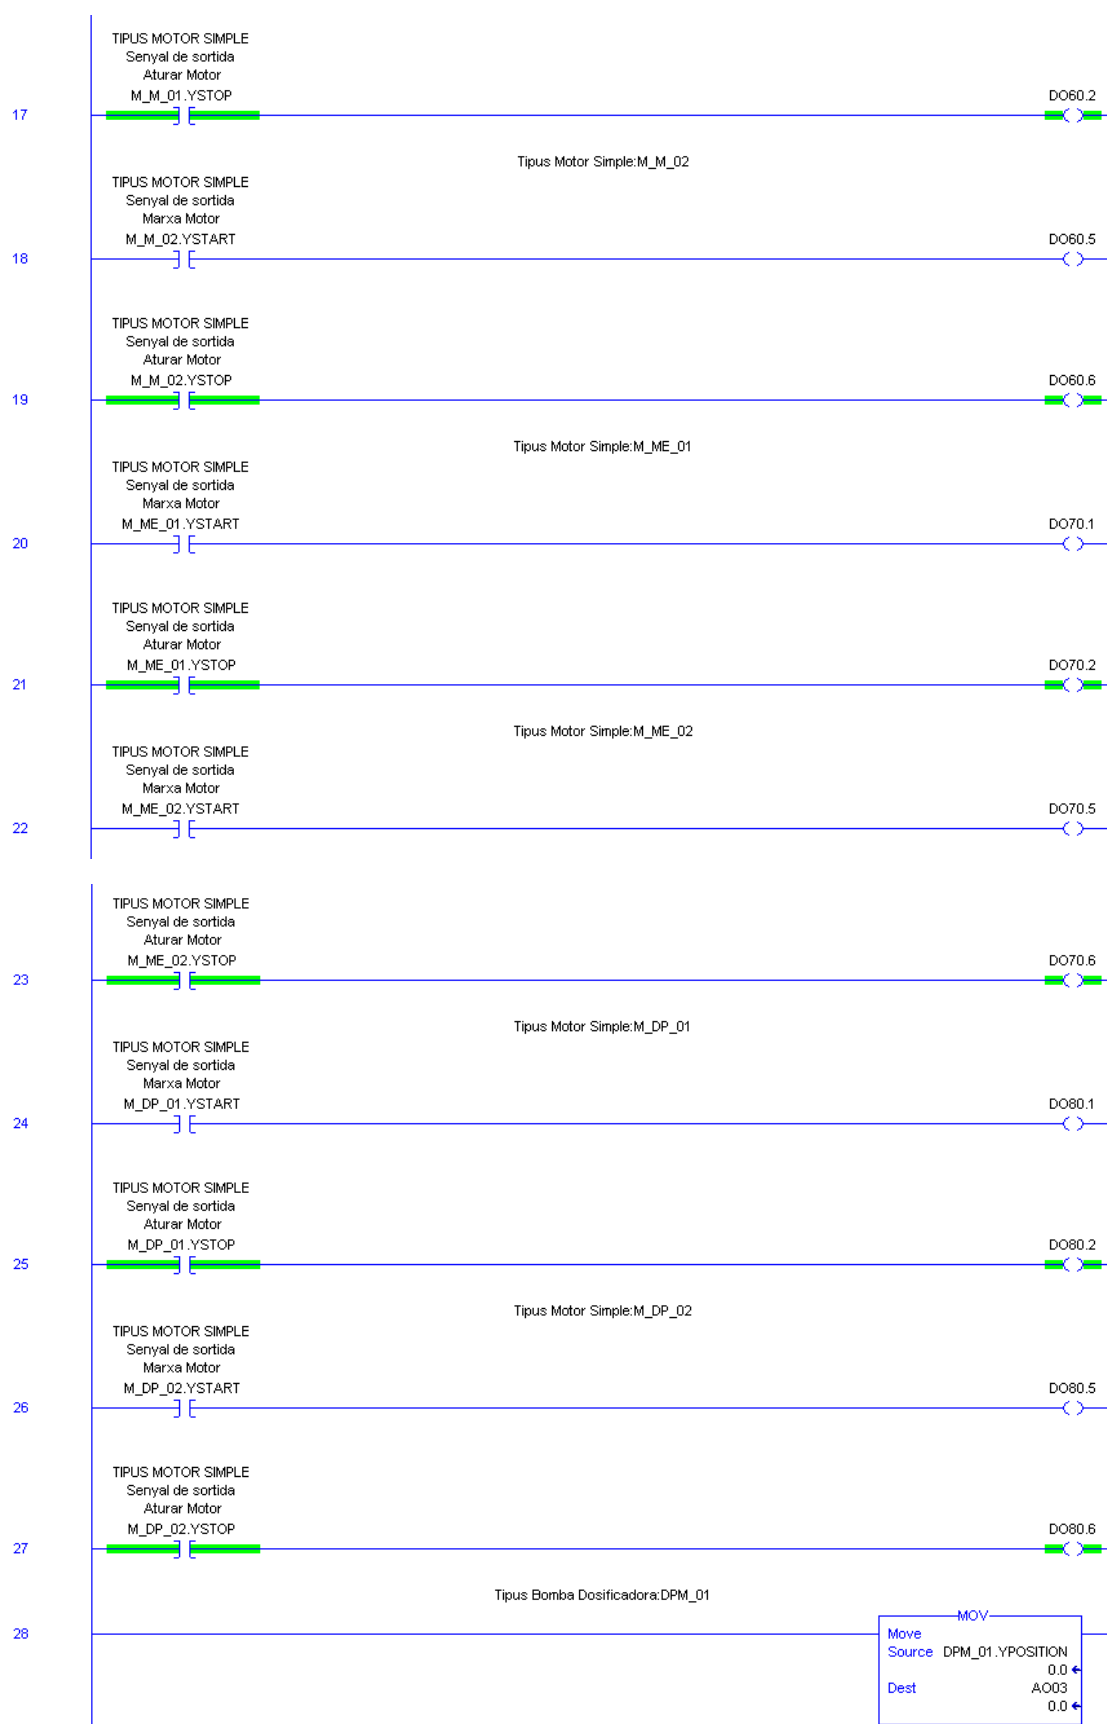 TIPUS MOTOR SIMPLE
Senyal de sortida
Aturar Motor
M_M_01.YSTOP
DO60.2
17
Tipus Motor Simple:M_M_02
TIPUS MOTOR SIMPLE
Senyal de sortida
Marxa Motor
M_M_02.YSTART
DO60.5
18
TIPUS MOTOR SIMPLE
Senyal de sortida
Aturar Motor
M_M_02.YSTOP
DO60.6
19
Tipus Motor Simple:M_ME_01
TIPUS MOTOR SIMPLE
Senyal de sortida
Marxa Motor
M_ME_01.YSTART
DO70.1
20
TIPUS MOTOR SIMPLE
Senyal de sortida
Aturar Motor
M_ME_01.YSTOP
DO70.2
21
Tipus Motor Simple:M_ME_02
TIPUS MOTOR SIMPLE
Senyal de sortida
Marxa Motor
M_ME_02.YSTART
DO70.5
22
TIPUS MOTOR SIMPLE
Senyal de sortida
Aturar Motor
M_ME_02.YSTOP
DO70.6
23
Tipus Motor Simple:M_DP_01
TIPUS MOTOR SIMPLE
Senyal de sortida
Marxa Motor
M_DP_01.YSTART
DO80.1
24
TIPUS MOTOR SIMPLE
Senyal de sortida
Aturar Motor
M_DP_01.YSTOP
DO80.2
25
Tipus Motor Simple:M_DP_02
TIPUS MOTOR SIMPLE
Senyal de sortida
Marxa Motor
M_DP_02.YSTART
DO80.5
26
TIPUS MOTOR SIMPLE
Senyal de sortida
Aturar Motor
M_DP_02.YSTOP
DO80.6
27
Tipus Bomba Dosificadora:DPM_01
MOV
28
Move
Source DPM_01.YPOSITION
0.0
Dest AO03
0.0